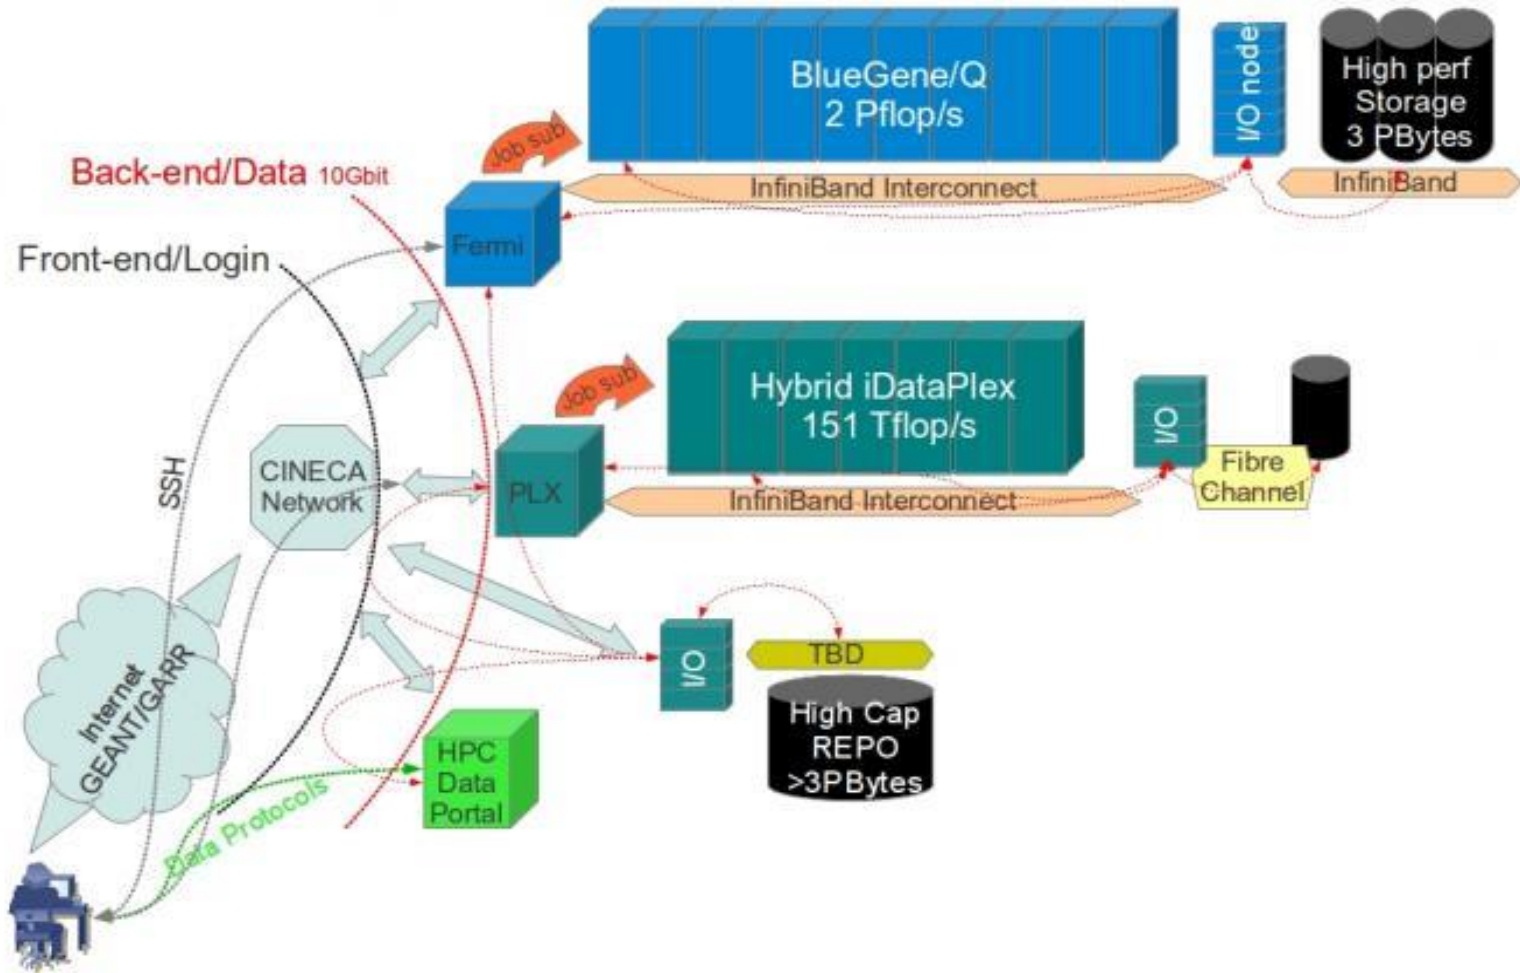 BlueGene/Q
2 Pflop/s
I/O node
High perf
Storage
3 PBytes
Job sub
Back-end/Data 10Gbit
InfiniBand Interconnect
InfiniBand
Fermi
Front-end/Login
Job sub
Hybrid iDataPlex
151 Tflop/s
I/O
SSH
CINECA
Network
PLX
InfiniBand Interconnect
Fibre
Channel
Internet
GEANT/GARR
I/O
TBD
High Cap
REPO
>3PBytes
HPC
Data
Portal
Data Protocols